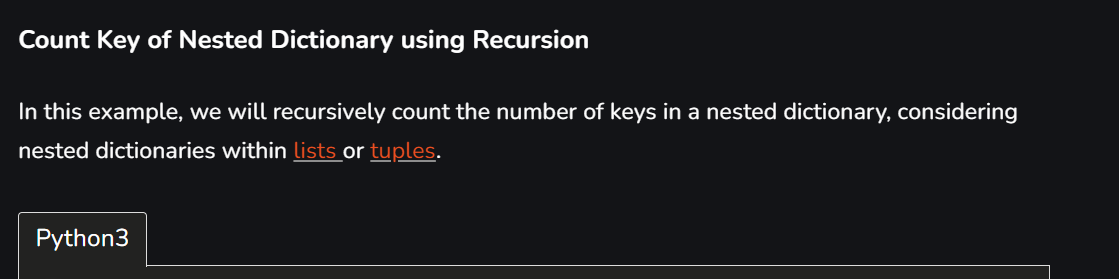 Count Key of Nested Dictionary using Recursion
In this example, we will recursively count the number of keys in a nested dictionary, considering
nested dictionaries within lists or tuples.
Python3